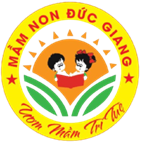 MẦM NON ĐỨC GIANG
Ươm Mầm Trí Tuệ